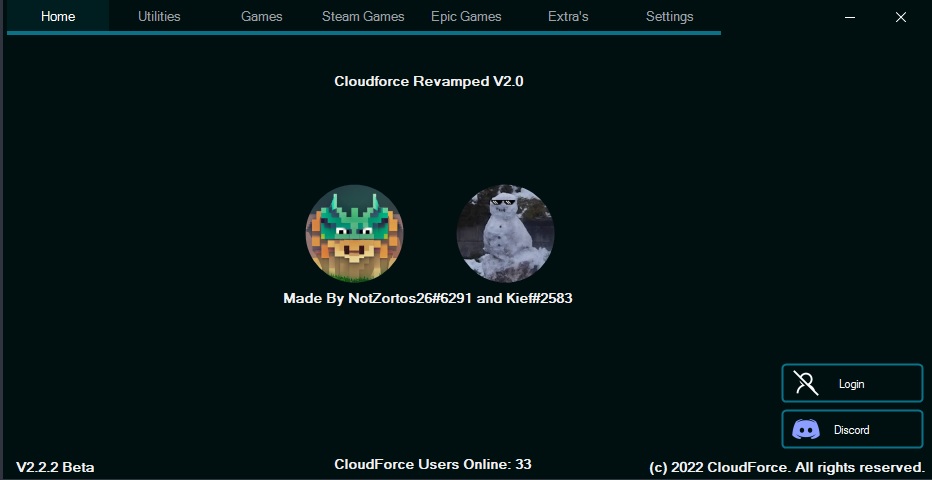 Home Utilities Games Steam Games Epic Games Extra's Settings
Cloudforce Revamped V2.0
Made By NotZortos26#6291 and Kief#2583
Login
Discord
V2.2.2 Beta CloudForce Users Online: 33 (c) 2022 CloudForce. All rights reserved.